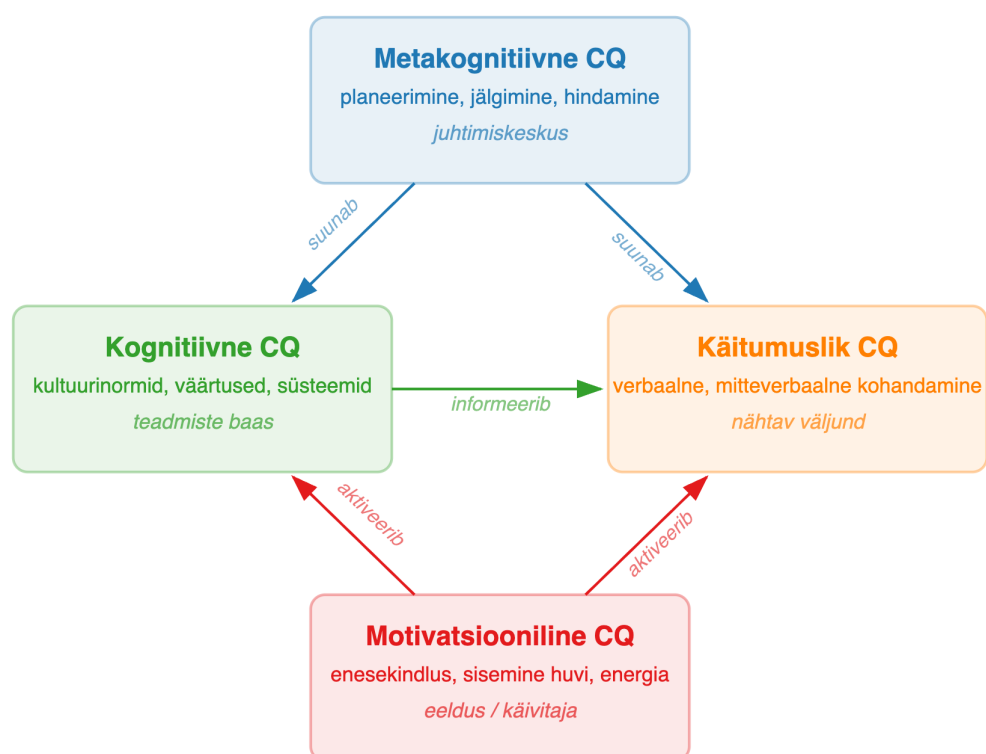 Metakognitiivne CQ
planeerimine, jälgimine, hindamine
juhtimiskeskus
suunab
suunab
Kognitiivne CQ
kultuurinormid, väärtused, süsteemid
teadmiste baas
informeerib
Käitumuslik CQ
verbaalne, mitteverbaalne kohandamine
nähtav väljund
aktiveerib
aktiveerib
Motivatsiooniline CQ
enesekindlus, sisemine huvi, energia
eeldus / käivitaja